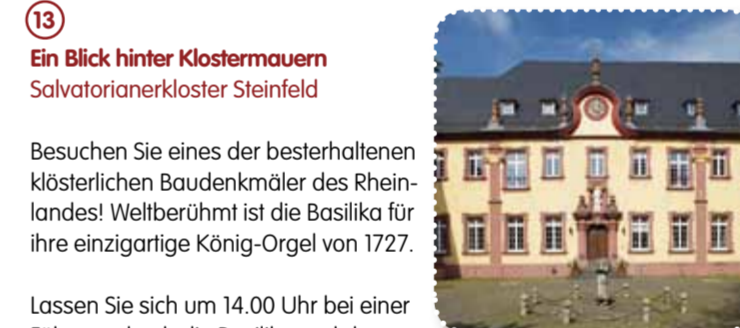 13
Ein Blick hinter Klostermauern
Salvatorianerkloster Steinfeld
Besuchen Sie eines der besterhaltenen
klösterlichen Baudenkmäler des Rhein-
landes! Weltberühmt ist die Basilika für
ihre einzigartige König-Orgel von 1727.
Lassen Sie sich um 14.00 Uhr bei einer